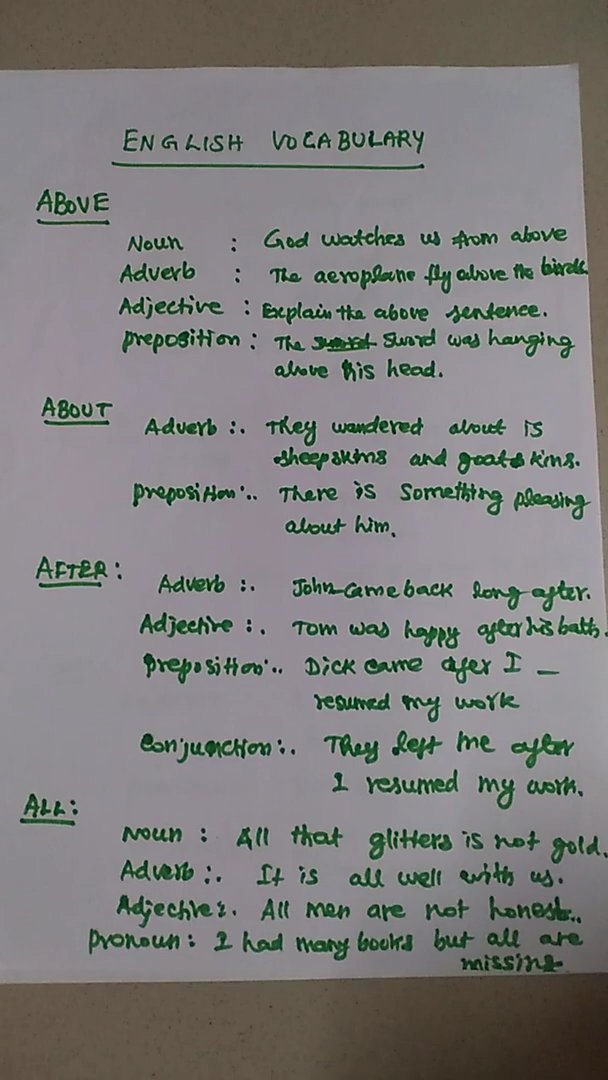 ENGLISH VOCABULARY
ABOVE
Noun : God watches us from above
Adverb : The aeroplane fly above the birds
Adjective : Explain the above sentence.
preposition : The Sword was hanging
above his head.
ABOUT
Adverb :. They wandered about is
sheepskins and goatskins.
preposition :.. There is Something pleasing
about him.
AFTER :
Adverb :. John came back long after.
Adjective :. Tom was happy after his bath.
preposition :.. Dick came after I _
resumed my work
Conjunction :. They left me after
I resumed my work.
ALL :
Noun : All that glitters is not gold.
Adverb :. It is all well with us.
Adjective :. All men are not honest..
pronoun : I had many books but all are
missing